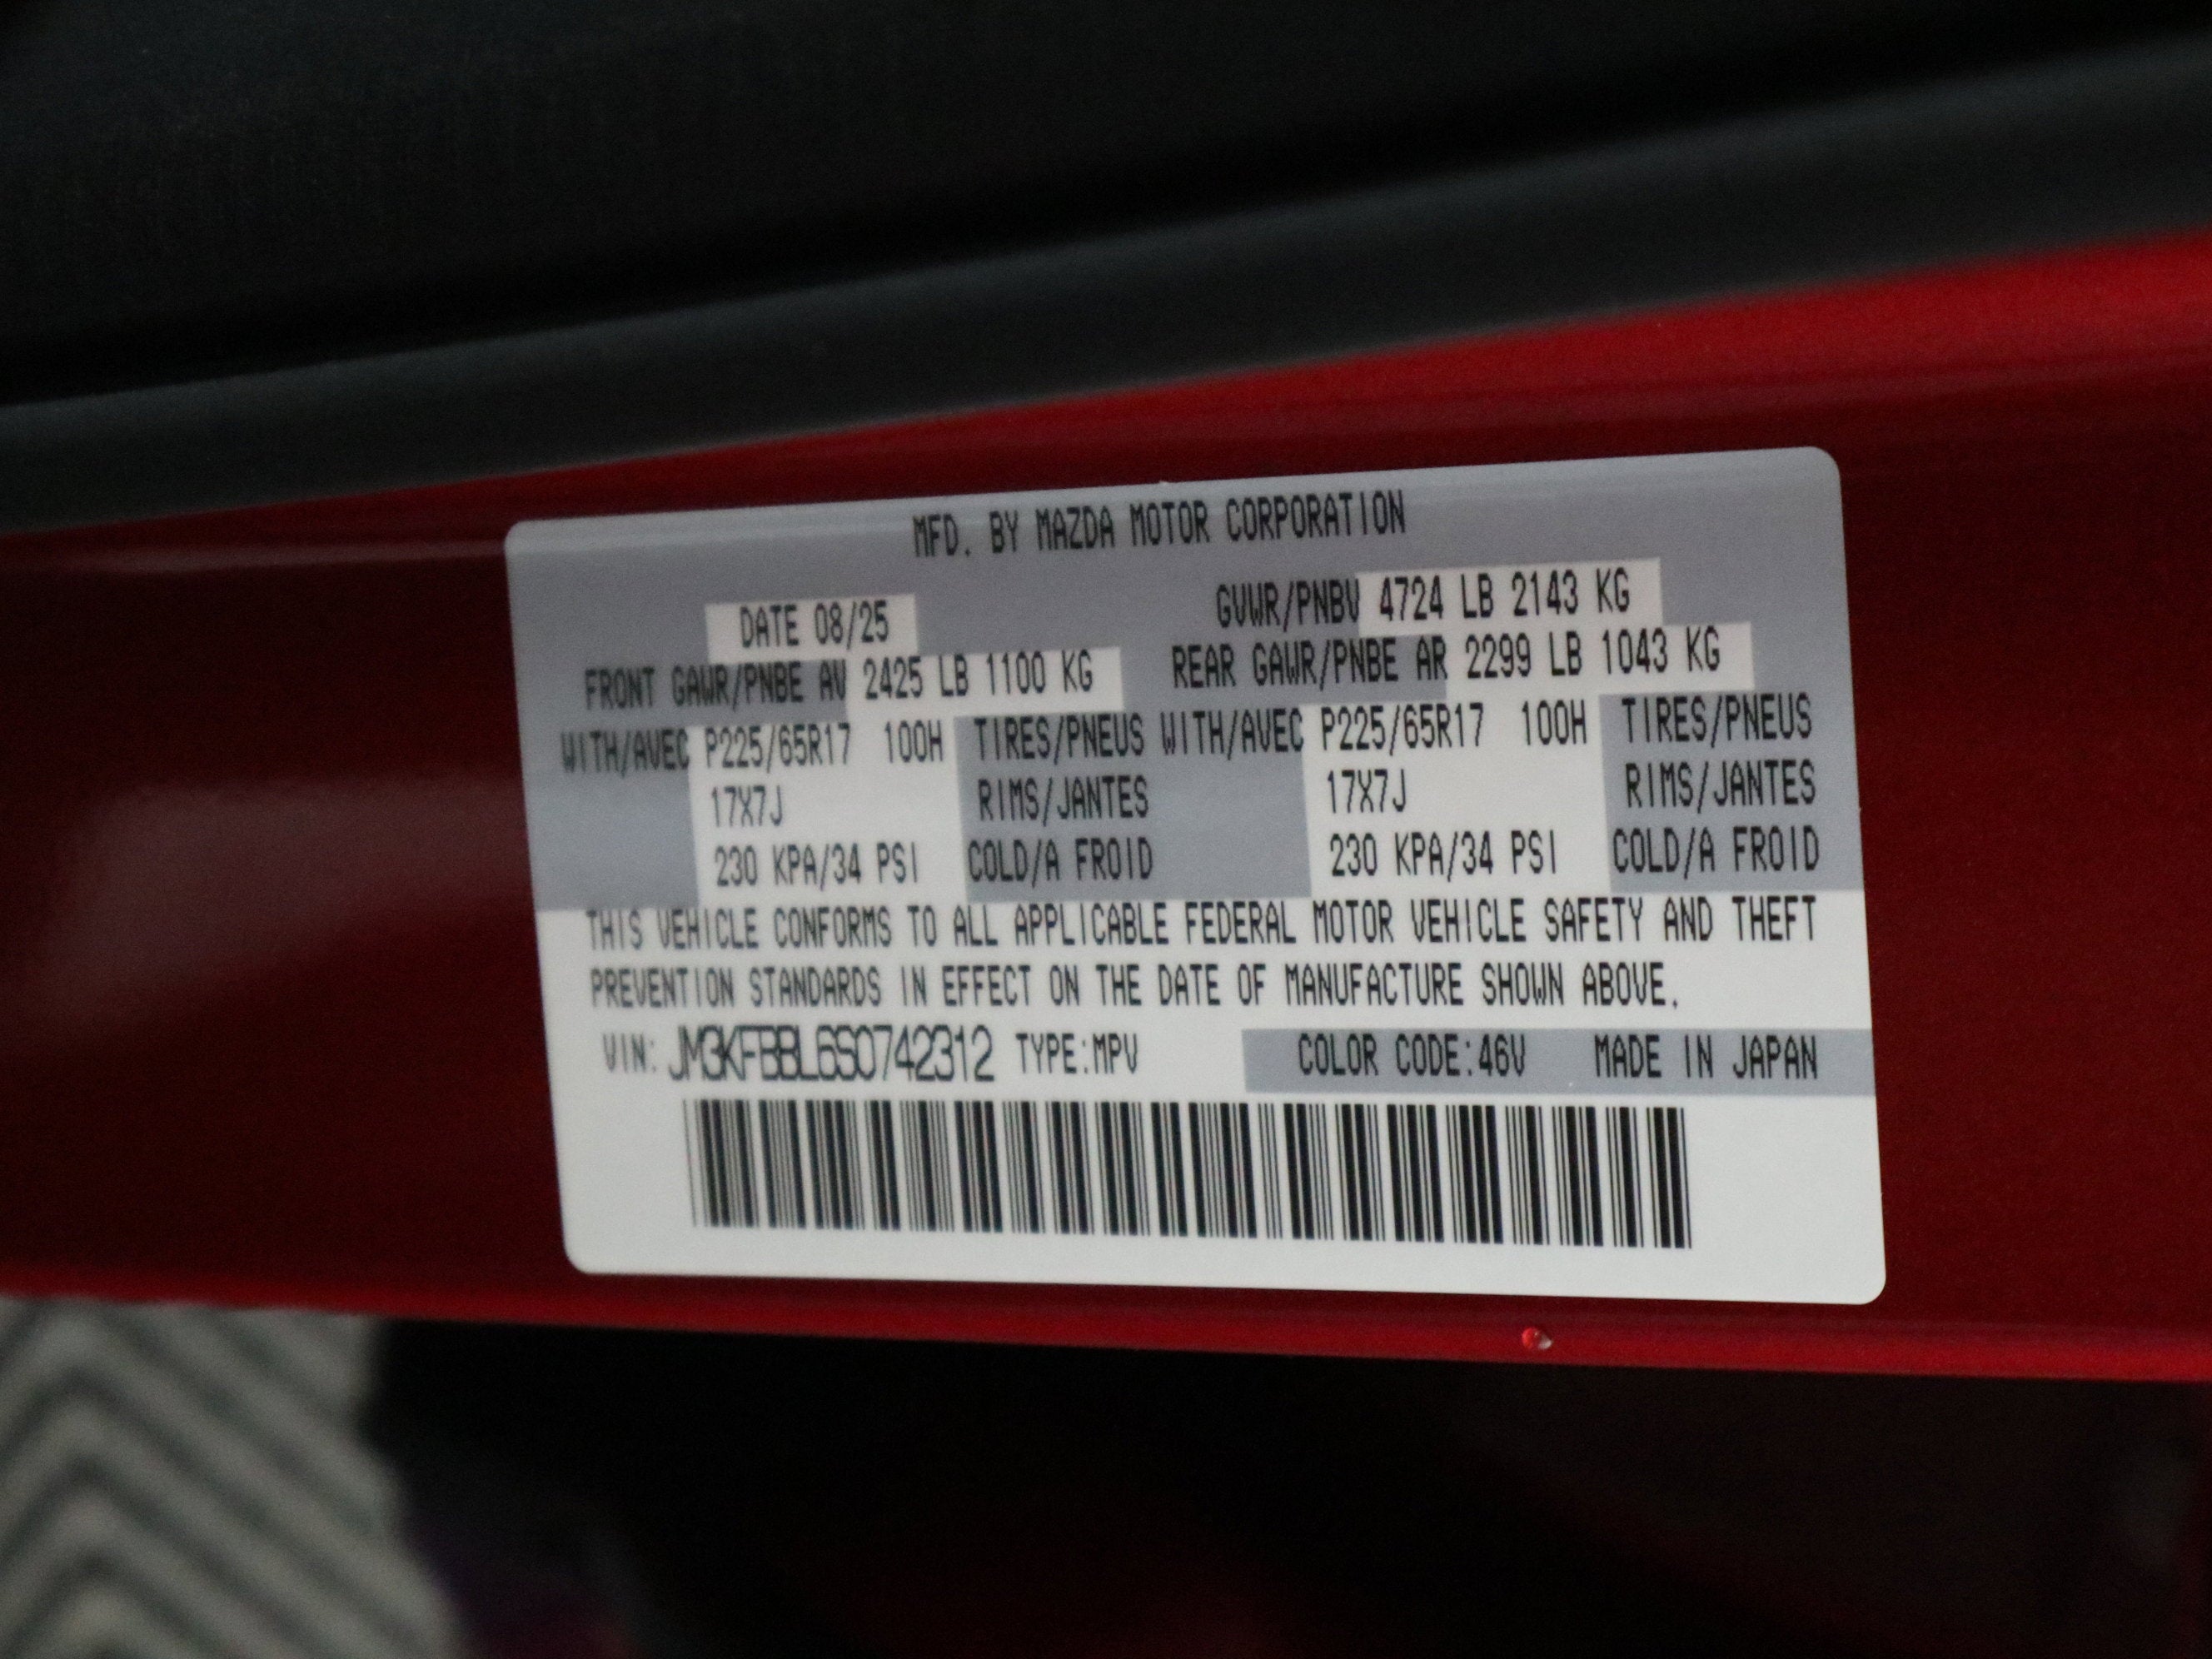 MFD. BY MAZDA MOTOR CORPORATION
DATE 08/25 GVWR/PNBV 4724 LB 2143 KG
FRONT GAWR/PNBE AV 2425 LB 1100 KG REAR GAWR/PNBE AR 2299 LB 1043 KG
WITH/AVEC P225/65R17 100H TIRES/PNEUS WITH/AVEC P225/65R17 100H TIRES/PNEUS
17X7J RIMS/JANTES 17X7J RIMS/JANTES
230 KPA/34 PSI COLD/A FROID 230 KPA/34 PSI COLD/A FROID
THIS VEHICLE CONFORMS TO ALL APPLICABLE FEDERAL MOTOR VEHICLE SAFETY AND THEFT
PREVENTION STANDARDS IN EFFECT ON THE DATE OF MANUFACTURE SHOWN ABOVE.
VIN: JM3KFBBL6S0742312 TYPE:MPV COLOR CODE:46V MADE IN JAPAN